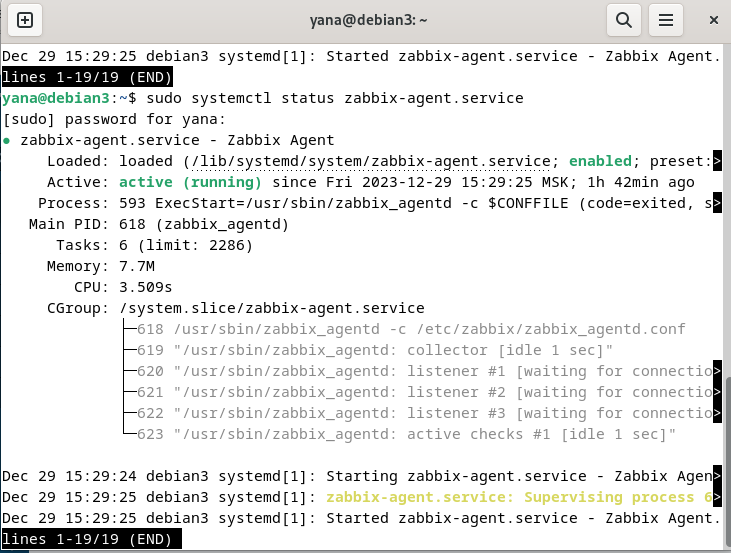 yana@debian3: ~
Dec 29 15:29:25 debian3 systemd[1]: Started zabbix-agent.service - Zabbix Agent.
lines 1-19/19 (END)
yana@debian3:~$ sudo systemctl status zabbix-agent.service
[sudo] password for yana:
● zabbix-agent.service - Zabbix Agent
     Loaded: loaded (/lib/systemd/system/zabbix-agent.service; enabled; preset:>
     Active: active (running) since Fri 2023-12-29 15:29:25 MSK; 1h 42min ago
    Process: 593 ExecStart=/usr/sbin/zabbix_agentd -c $CONFFILE (code=exited, s>
   Main PID: 618 (zabbix_agentd)
      Tasks: 6 (limit: 2286)
     Memory: 7.7M
        CPU: 3.509s
     CGroup: /system.slice/zabbix-agent.service
             ├─618 /usr/sbin/zabbix_agentd -c /etc/zabbix/zabbix_agentd.conf
             ├─619 "/usr/sbin/zabbix_agentd: collector [idle 1 sec]"
             ├─620 "/usr/sbin/zabbix_agentd: listener #1 [waiting for connectio>
             ├─621 "/usr/sbin/zabbix_agentd: listener #2 [waiting for connectio>
             ├─622 "/usr/sbin/zabbix_agentd: listener #3 [waiting for connectio>
             └─623 "/usr/sbin/zabbix_agentd: active checks #1 [idle 1 sec]"
Dec 29 15:29:24 debian3 systemd[1]: Starting zabbix-agent.service - Zabbix Agen>
Dec 29 15:29:25 debian3 systemd[1]: zabbix-agent.service: Supervising process 6>
Dec 29 15:29:25 debian3 systemd[1]: Started zabbix-agent.service - Zabbix Agent.
lines 1-19/19 (END)